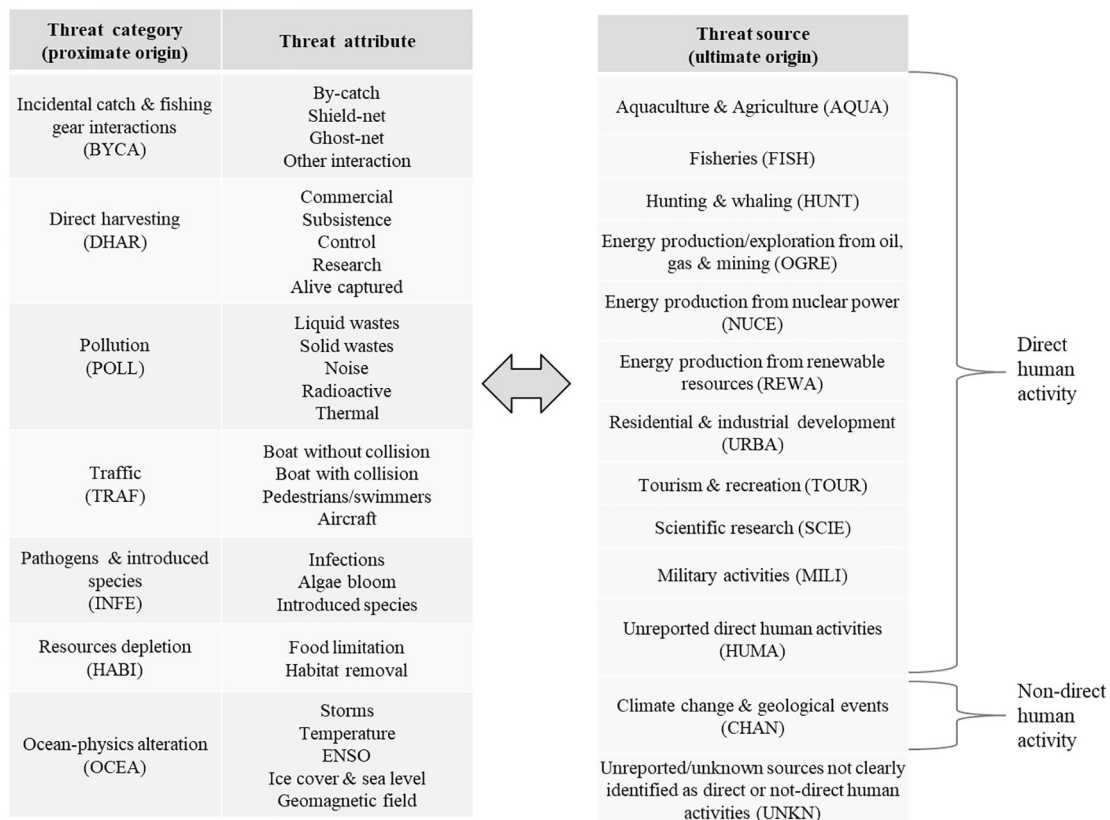 Threat category
(proximate origin)
Threat attribute
Incidental catch & fishing
gear interactions
(BYCA)
By-catch
Shield-net
Ghost-net
Other interaction
Direct harvesting
(DHAR)
Commercial
Subsistence
Control
Research
Alive captured
Pollution
(POLL)
Liquid wastes
Solid wastes
Noise
Radioactive
Thermal
Traffic
(TRAF)
Boat without collision
Boat with collision
Pedestrians/swimmers
Aircraft
Pathogens & introduced
species
(INFE)
Infections
Algae bloom
Introduced species
Resources depletion
(HABI)
Food limitation
Habitat removal
Ocean-physics alteration
(OCEA)
Storms
Temperature
ENSO
Ice cover & sea level
Geomagnetic field
Threat source
(ultimate origin)
Aquaculture & Agriculture (AQUA)
Fisheries (FISH)
Hunting & whaling (HUNT)
Energy production/exploration from oil,
gas & mining (OGRE)
Energy production from nuclear power
(NUCE)
Energy production from renewable
resources (REWA)
Residential & industrial development
(URBA)
Tourism & recreation (TOUR)
Scientific research (SCIE)
Military activities (MILI)
Unreported direct human activities
(HUMA)
Climate change & geological events
(CHAN)
Unreported/unknown sources not clearly
identified as direct or not-direct human
activities (UNKN)
Direct
human
activity
Non-direct
human
activity